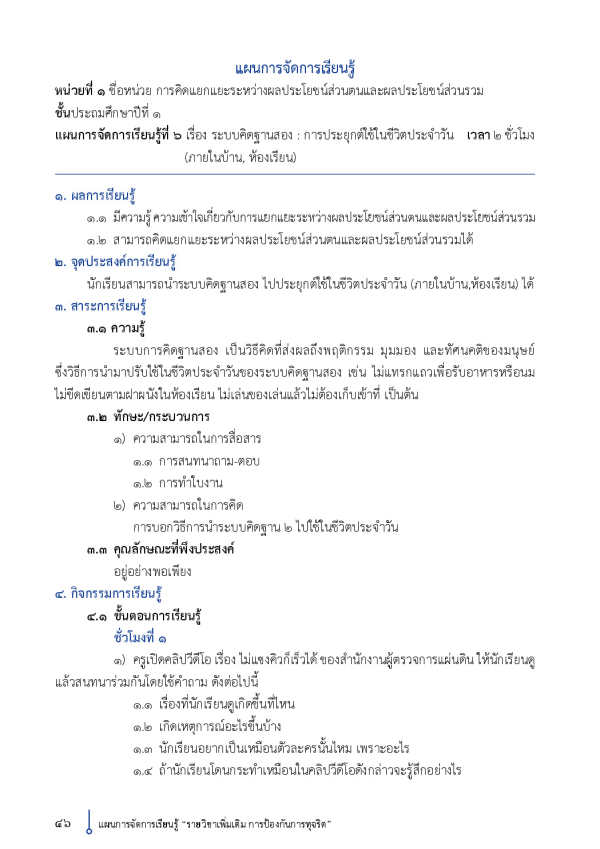 แผนการจัดการเรียนรู้
หน่วยที่ ๑ ชื่อหน่วย การคิดแยกแยะระหว่างผลประโยชน์ส่วนตนและผลประโยชน์ส่วนรวม
ชั้นประถมศึกษาปีที่ ๑
แผนการจัดการเรียนรู้ที่ ๖ เรื่อง ระบบคิดฐานสอง : การประยุกต์ใช้ในชีวิตประจำวัน เวลา ๒ ชั่วโมง
(ภายในบ้าน, ห้องเรียน)
๑. ผลการเรียนรู้
๑.๑ มีความรู้ ความเข้าใจเกี่ยวกับการแยกแยะระหว่างผลประโยชน์ส่วนตนและผลประโยชน์ส่วนรวม
๑.๒ สามารถคิดแยกแยะระหว่างผลประโยชน์ส่วนตนและผลประโยชน์ส่วนรวมได้
๒. จุดประสงค์การเรียนรู้
นักเรียนสามารถนำระบบคิดฐานสอง ไปประยุกต์ใช้ในชีวิตประจำวัน (ภายในบ้าน,ห้องเรียน) ได้
๓. สาระการเรียนรู้
๓.๑ ความรู้
ระบบการคิดฐานสอง เป็นวิธีคิดที่ส่งผลถึงพฤติกรรม มุมมอง และทัศนคติของมนุษย์
ซึ่งวิธีการนำมาปรับใช้ในชีวิตประจำวันของระบบคิดฐานสอง เช่น ไม่แทรกแถวเพื่อรับอาหารหรือนม
ไม่ขีดเขียนตามฝาผนังในห้องเรียน ไม่เล่นของเล่นแล้วไม่ต้องเก็บเข้าที่ เป็นต้น
๓.๒ ทักษะ/กระบวนการ
๑) ความสามารถในการสื่อสาร
๑.๑ การสนทนาถาม-ตอบ
๑.๒ การทำใบงาน
๒) ความสามารถในการคิด
การบอกวิธีการนำระบบคิดฐาน ๒ ไปใช้ในชีวิตประจำวัน
๓.๓ คุณลักษณะที่พึงประสงค์
อยู่อย่างพอเพียง
๔. กิจกรรมการเรียนรู้
๔.๑ ขั้นตอนการเรียนรู้
ชั่วโมงที่ ๑
๑) ครูเปิดคลิปวีดีโอ เรื่อง ไม่แซงคิวก็เร็วได้ ของสำนักงานผู้ตรวจการแผ่นดิน ให้นักเรียนดู
แล้วสนทนาร่วมกันโดยใช้คำถาม ดังต่อไปนี้
๑.๑ เรื่องที่นักเรียนดูเกิดขึ้นที่ไหน
๑.๒ เกิดเหตุการณ์อะไรขึ้นบ้าง
๑.๓ นักเรียนอยากเป็นเหมือนตัวละครนั้นไหม เพราะอะไร
๑.๔ ถ้านักเรียนโดนกระทำเหมือนในคลิปวีดีโอดังกล่าวจะรู้สึกอย่างไร
๔๖ แผนการจัดการเรียนรู้ “รายวิชาเพิ่มเติม การป้องกันการทุจริต”